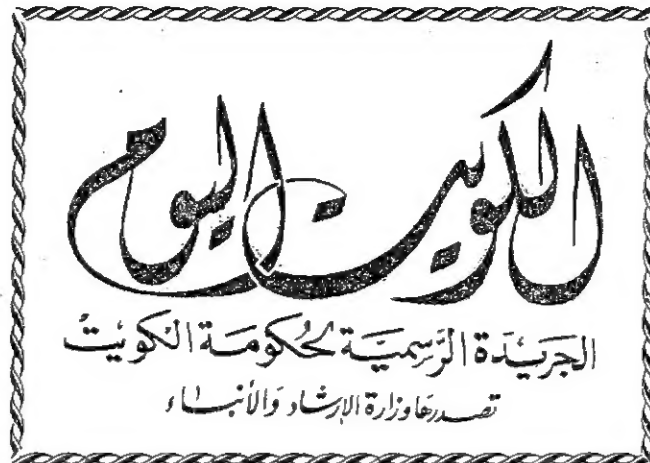 الكويت اليوم
الجريدة الرسمية لحكومة الكويت
تصدرها وزارة الإرشاد والأنباء